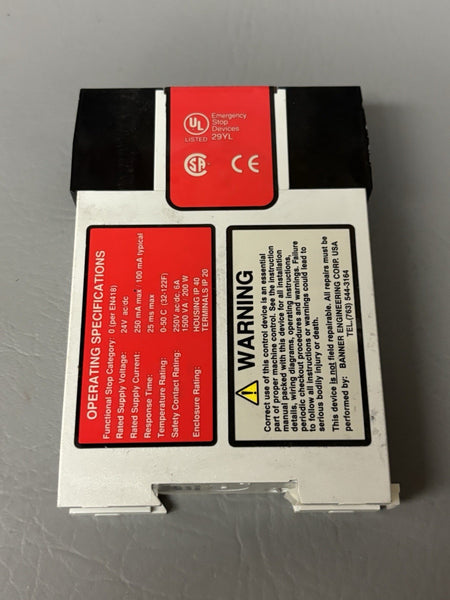 UL
LISTED
Emergency
Stop
Devices
29YL
SA
CE
OPERATING SPECIFICATIONS
Functional Stop Category: 0 (per EN418)
Rated Supply Voltage: 24V ac-dc
Rated Supply Current: 250 mA max / 100 mA typical
Response Time: 25 ms max
Temperature Rating: 0-50 C (32-122F)
Safety Contact Rating: 250V ac-dc, 6A
1500 VA / 200 W
Enclosure Rating: HOUSING IP 40
TERMINALS IP 20
WARNING
Correct use of this control device is an essential
part of proper machine control. See the instruction
manual packed with this device for all installation
details, wiring diagrams, operating instructions,
periodic checkout procedures and warnings. Failure
to follow all instructions or warnings could lead to
serious bodily injury or death.
This device is not field repairable. All repairs must be
performed by: BANNER ENGINEERING CORP. USA
TEL.(763) 544-3164